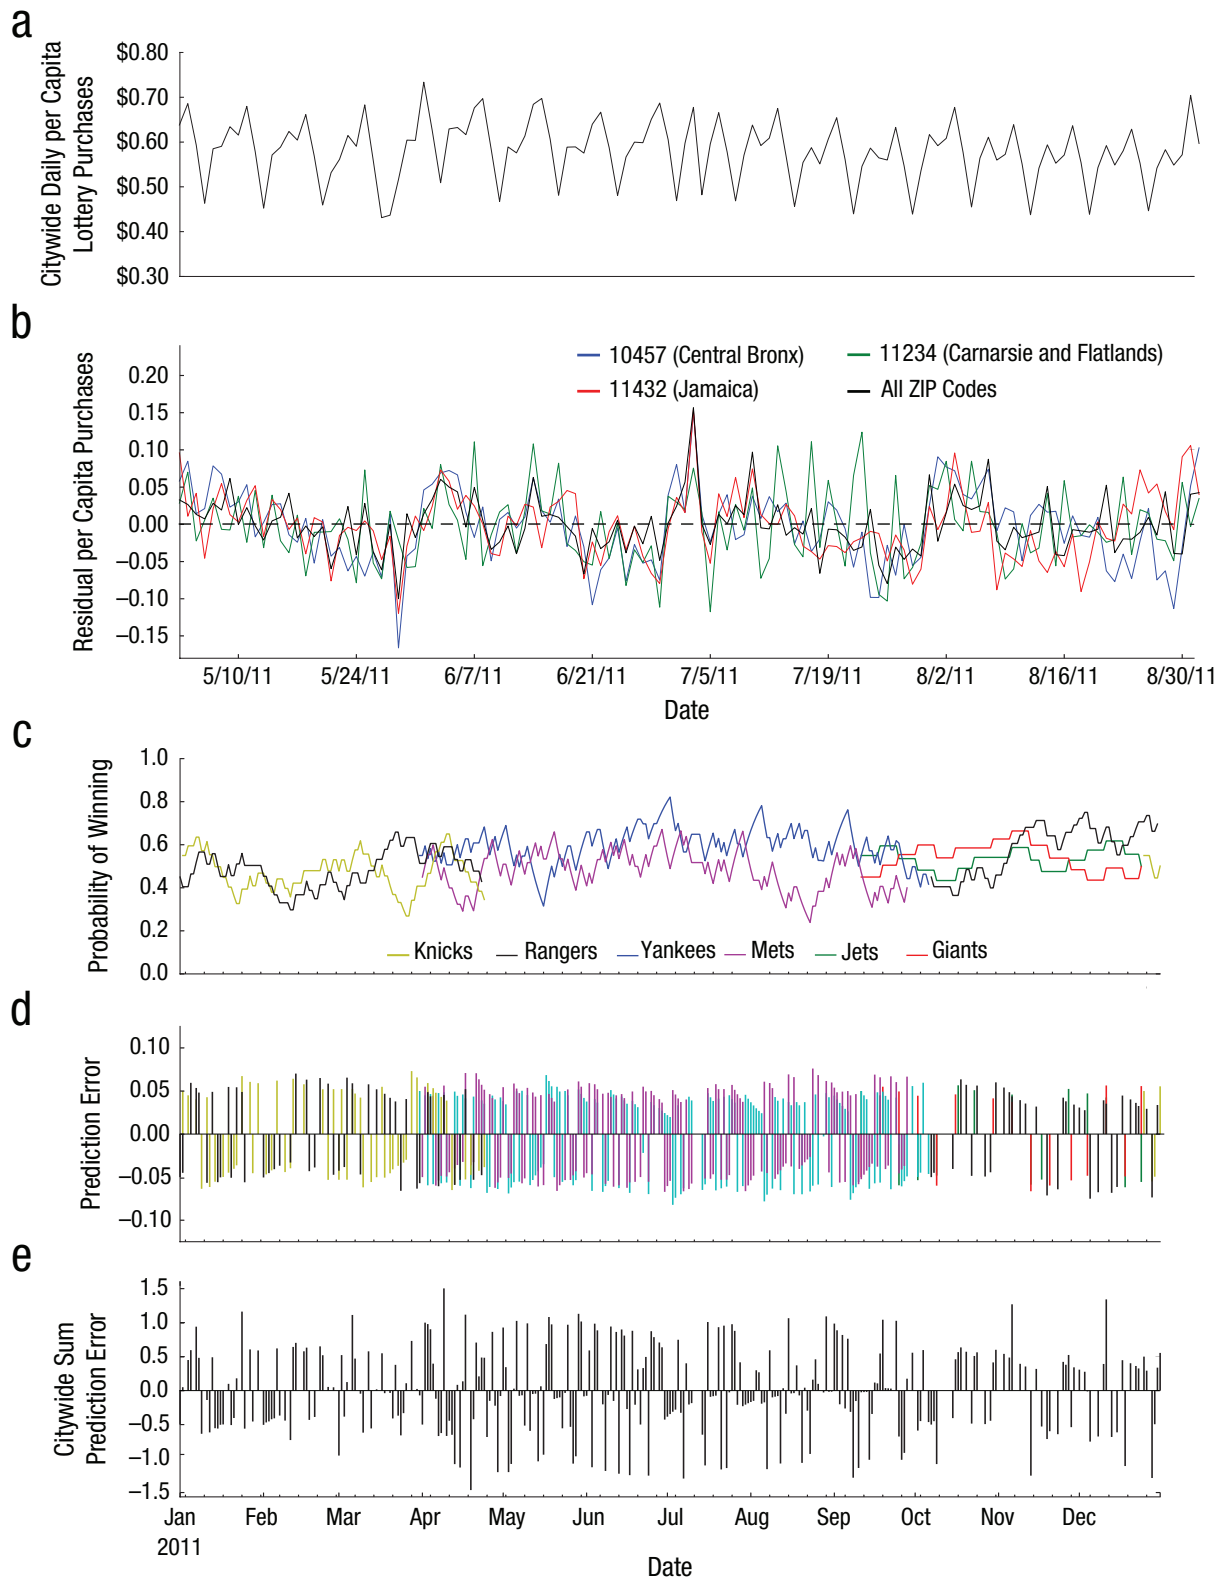 a
Citywide Daily per Capita
Lottery Purchases
$0.80
$0.70
$0.60
$0.50
$0.40
$0.30
b
Residual per Capita Purchases
10457 (Central Bronx)
11234 (Carnarsie and Flatlands)
11432 (Jamaica)
All ZIP Codes
0.20
0.15
0.10
0.05
0.00
–0.05
–0.10
–0.15
5/10/11
5/24/11
6/7/11
6/21/11
7/5/11
7/19/11
8/2/11
8/16/11
8/30/11
Date
c
Probability of Winning
1.0
0.8
0.6
0.4
0.2
0.0
Knicks
Rangers
Yankees
Mets
Jets
Giants
d
Prediction Error
0.10
0.05
0.00
–0.05
–0.10
e
Citywide Sum
Prediction Error
1.5
1.0
0.5
0.0
–0.5
–1.0
–1.5
Jan
Feb
Mar
Apr
May
Jun
Jul
Aug
Sep
Oct
Nov
Dec
2011
Date